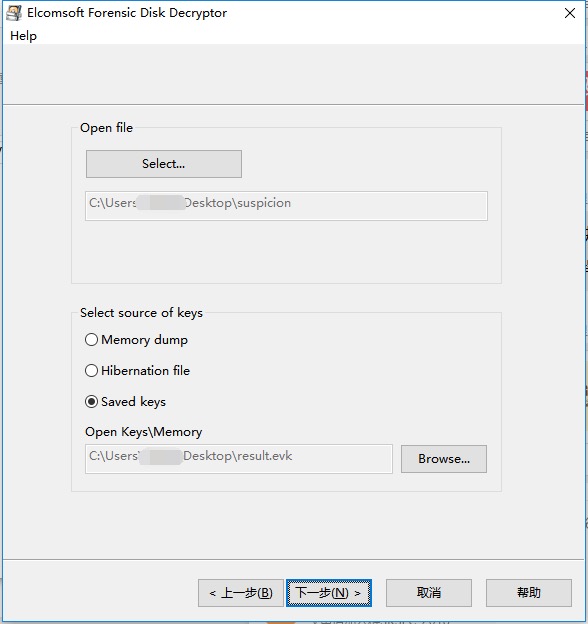 Elcomsoft Forensic Disk Decryptor
Help
Open file
Select...
C:\Users Desktop\suspicion
Select source of keys
Memory dump
Hibernation file
Saved keys
Open Keys\Memory
C:\Users\ Desktop\result.evk
Browse...
< 上一步(B) 下一步(N) > 取消 帮助